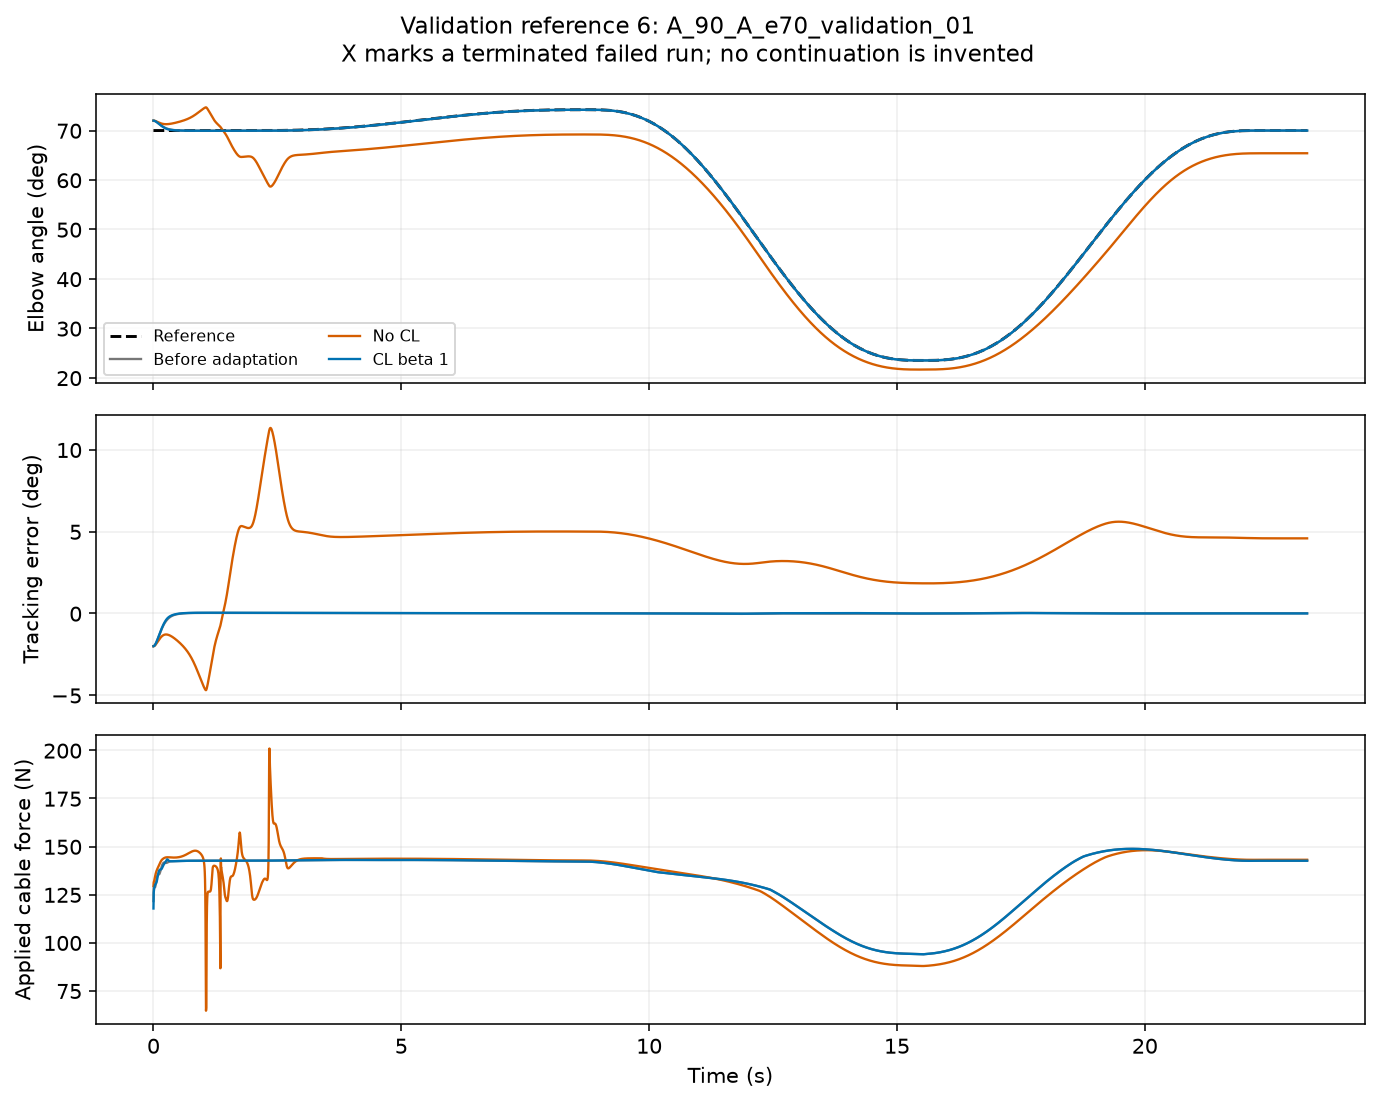 Validation reference 6: A_90_A_e70_validation_01
X marks a terminated failed run; no continuation is invented
Elbow angle (deg)
70
60
50
40
30
20
Reference
Before adaptation
No CL
CL beta 1
Tracking error (deg)
10
5
0
−5
Applied cable force (N)
200
175
150
125
100
75
0
5
10
15
20
Time (s)